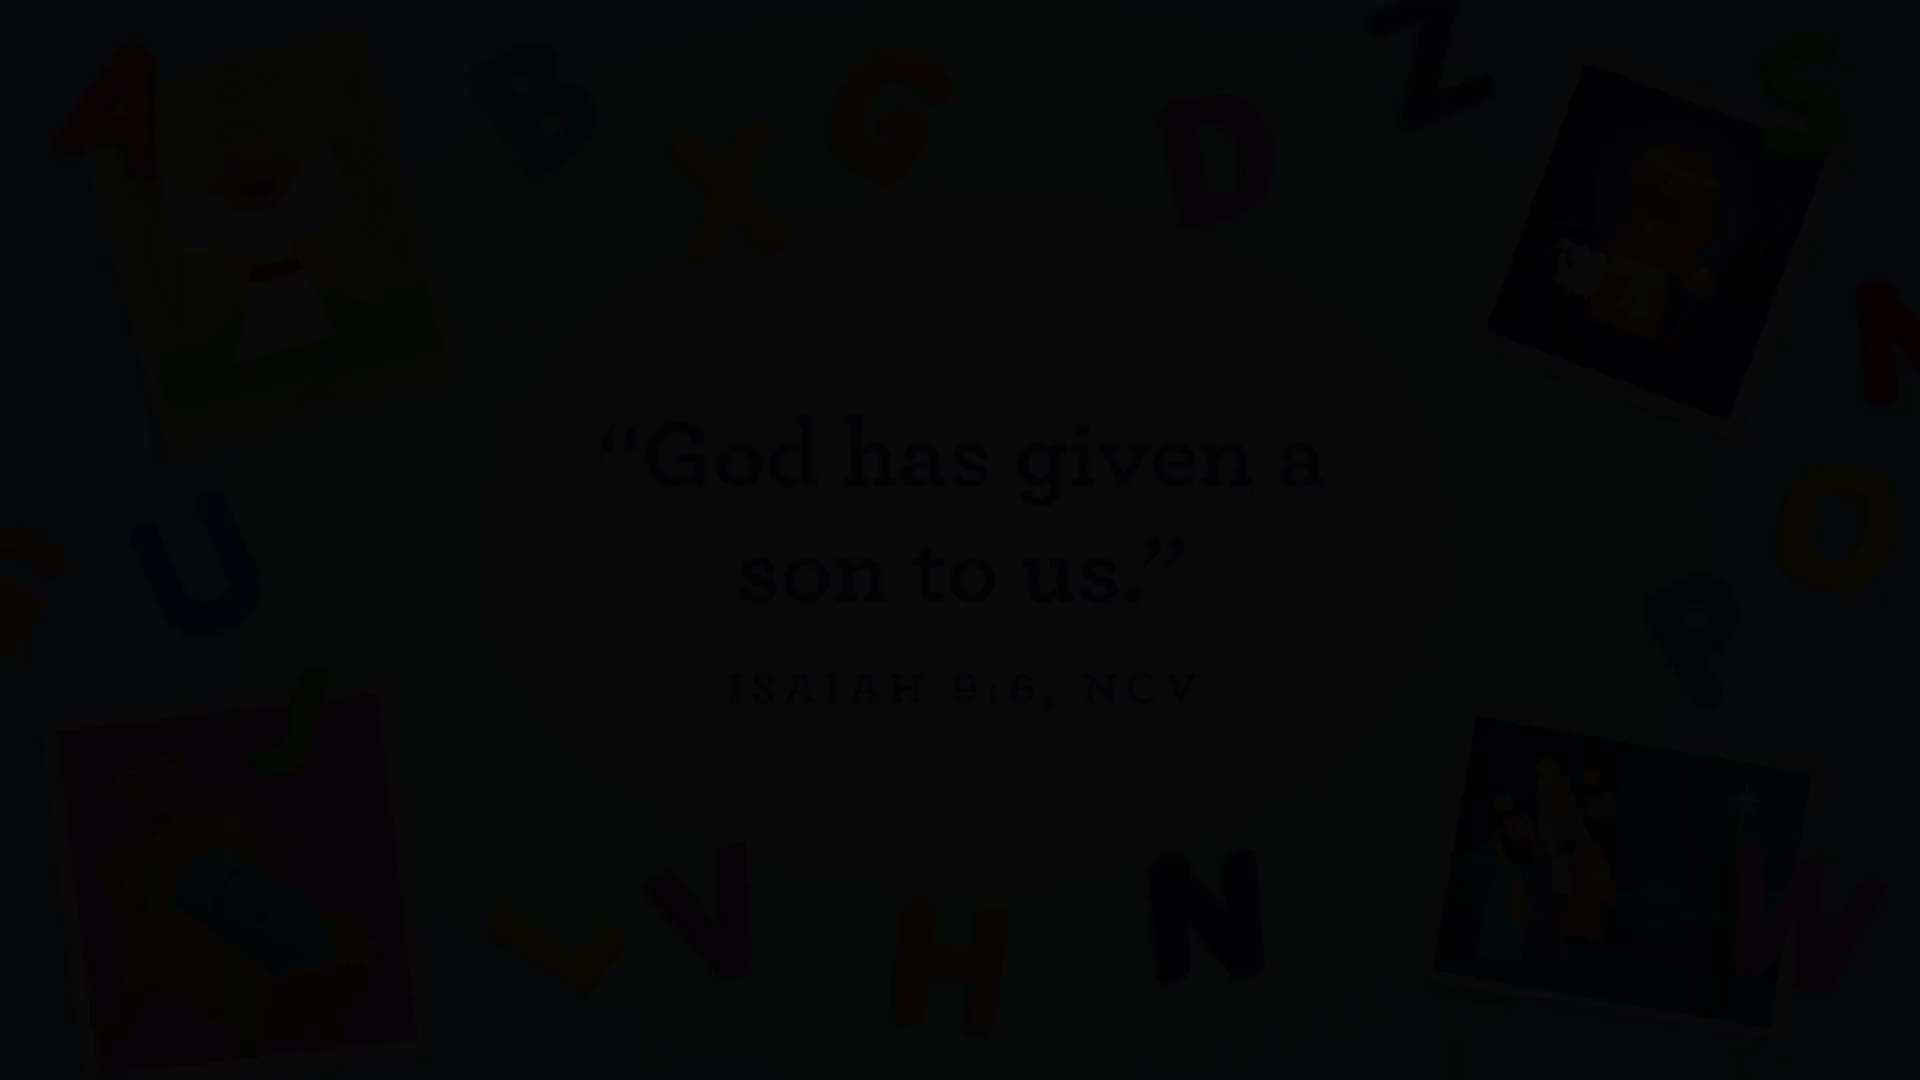 A B X G D Z S
N
“God has given a
son to us.”
ISAIAH 9:6, NCV
U O P
J
L V H N W